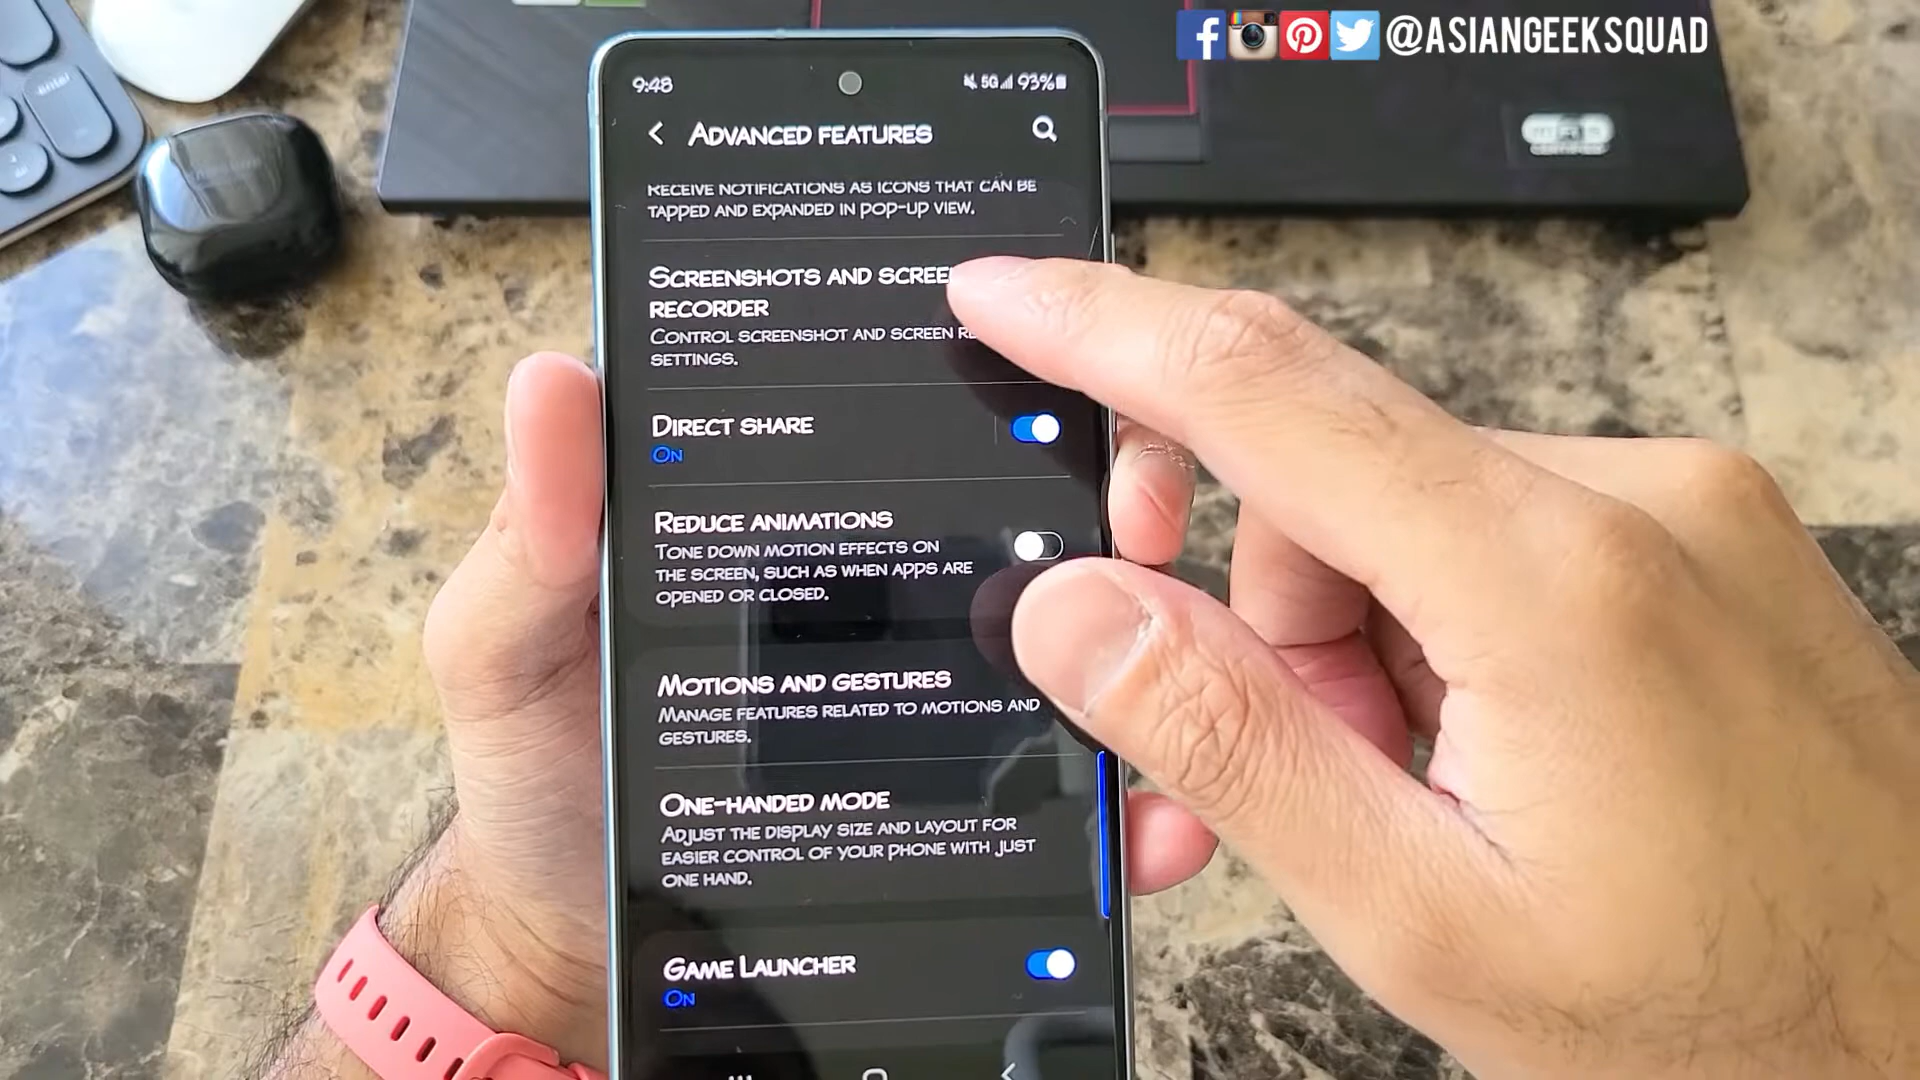 @ASIANGEEKSQUAD
9:48
5G 93%
ADVANCED FEATURES
RECEIVE NOTIFICATIONS AS ICONS THAT CAN BE
TAPPED AND EXPANDED IN POP-UP VIEW.
SCREENSHOTS AND SCREE
RECORDER
CONTROL SCREENSHOT AND SCREEN RE
SETTINGS.
DIRECT SHARE
ON
REDUCE ANIMATIONS
TONE DOWN MOTION EFFECTS ON
THE SCREEN, SUCH AS WHEN APPS ARE
OPENED OR CLOSED.
MOTIONS AND GESTURES
MANAGE FEATURES RELATED TO MOTIONS AND
GESTURES.
ONE-HANDED MODE
ADJUST THE DISPLAY SIZE AND LAYOUT FOR
EASIER CONTROL OF YOUR PHONE WITH JUST
ONE HAND.
GAME LAUNCHER
ON